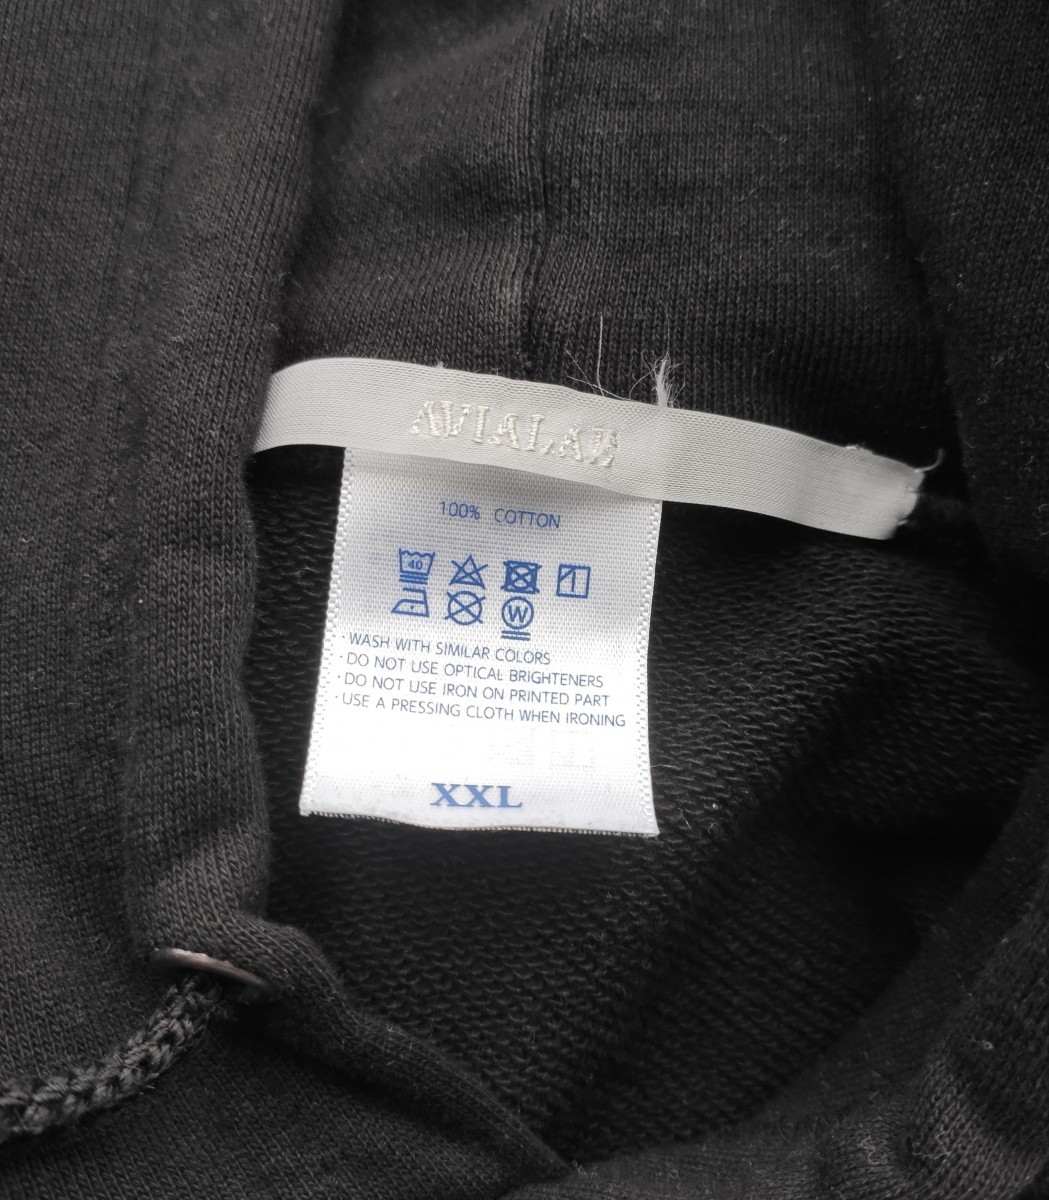 AVIALAE
100% COTTON
40
W
· WASH WITH SIMILAR COLORS
· DO NOT USE OPTICAL BRIGHTENERS
· DO NOT USE IRON ON PRINTED PART
· USE A PRESSING CLOTH WHEN IRONING
XXL